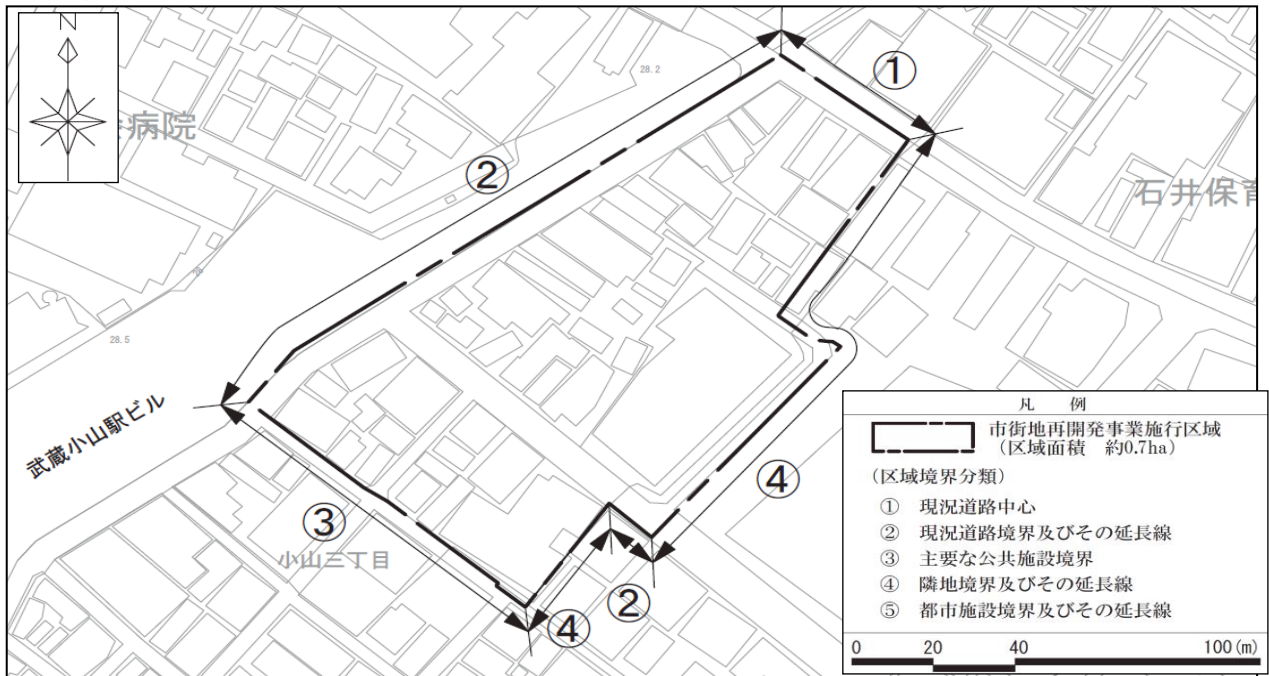 N
病院
28.2
①
②
石井保育
28.5
武蔵小山駅ビル
③
小山三丁目
④
②
④
凡 例
市街地再開発事業施行区域
(区域面積 約0.7ha)
(区域境界分類)
① 現況道路中心
② 現況道路境界及びその延長線
③ 主要な公共施設境界
④ 隣地境界及びその延長線
⑤ 都市施設境界及びその延長線
0 20 40 100(m)